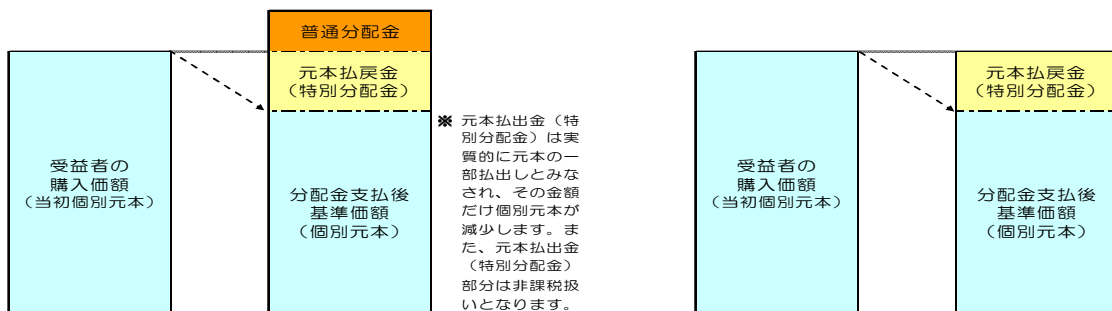 普通分配金
元本払戻金
（特別分配金）
受益者の
購入価額
（当初個別元本）
分配金支払後
基準価額
（個別元本）
※ 元本払出金（特
別分配金）は実
質的に元本の一
部払出しとみな
され、その金額
だけ個別元本が
減少します。ま
た、元本払出金
（特別分配金）
部分は非課税扱
いとなります。
元本払戻金
（特別分配金）
受益者の
購入価額
（当初個別元本）
分配金支払後
基準価額
（個別元本）